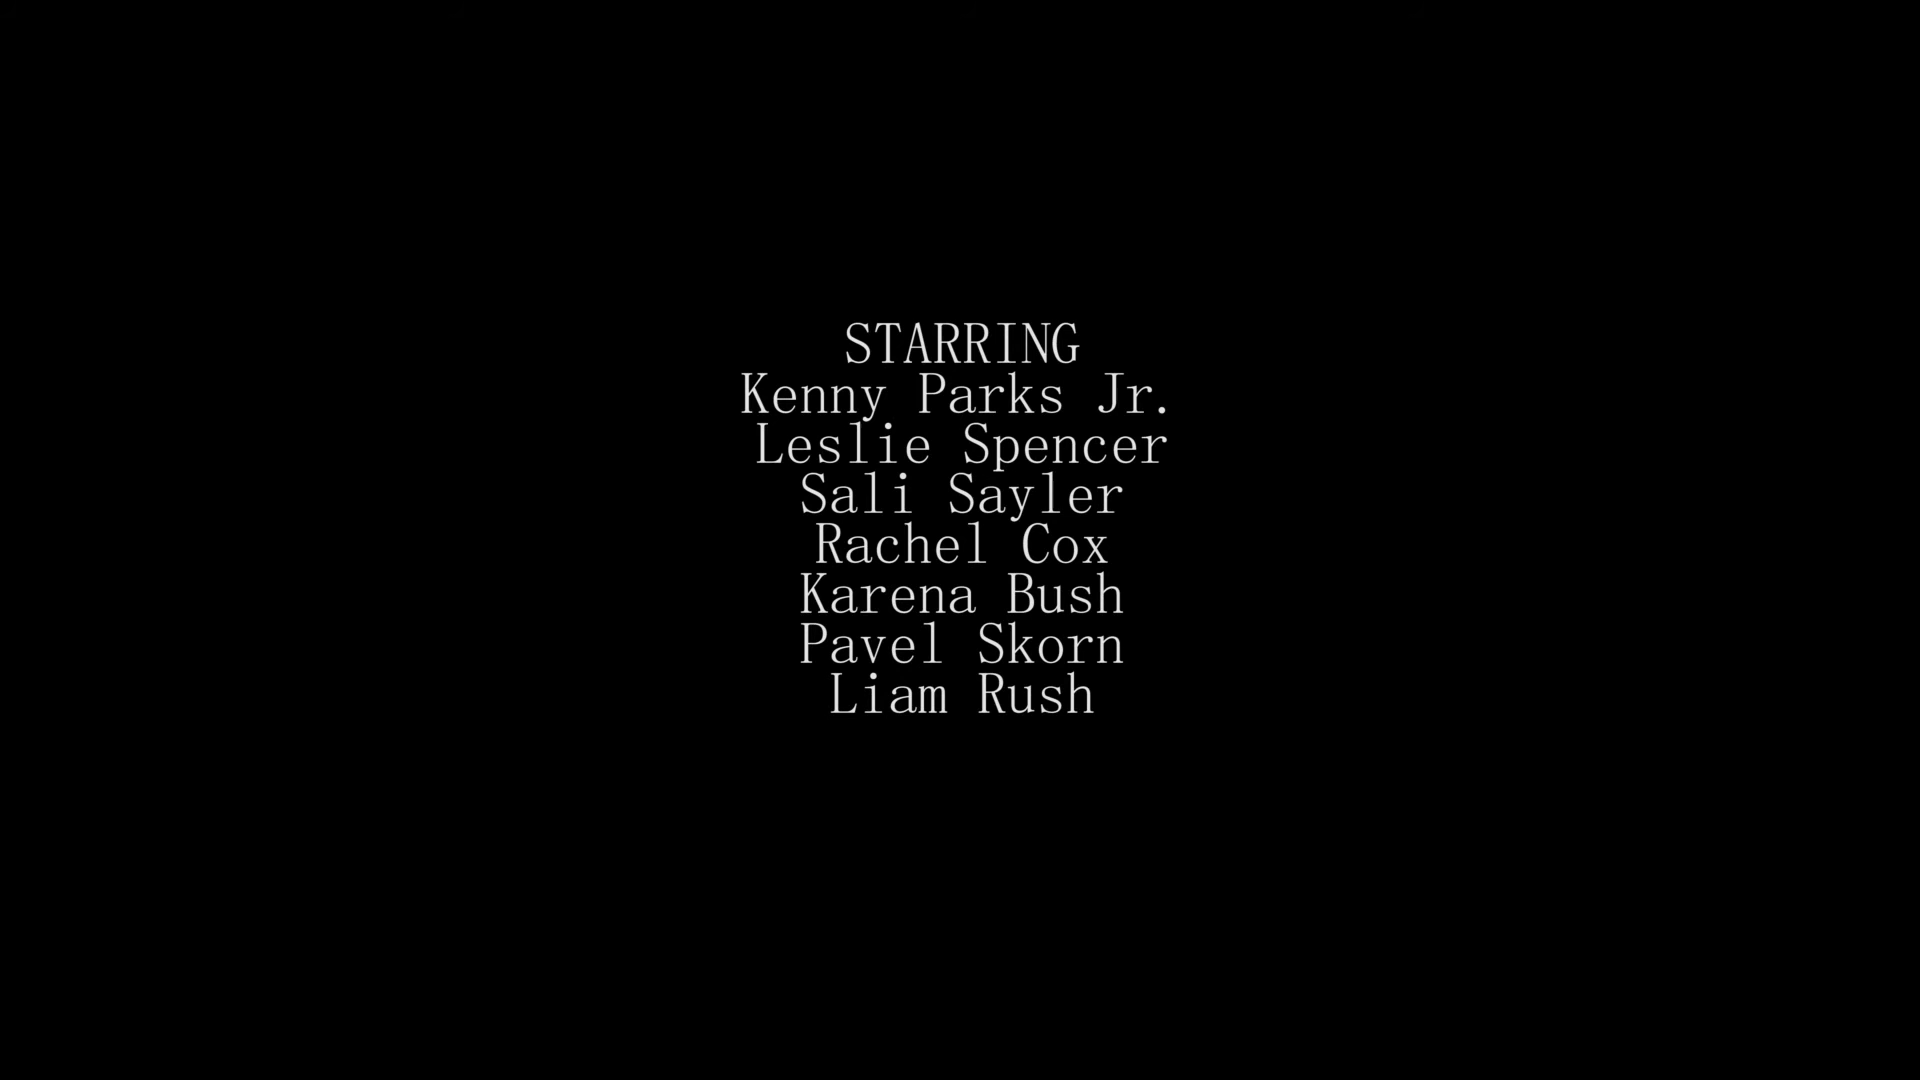 STARRING
Kenny Parks Jr.
Leslie Spencer
Sali Sayler
Rachel Cox
Karena Bush
Pavel Skorn
Liam Rush